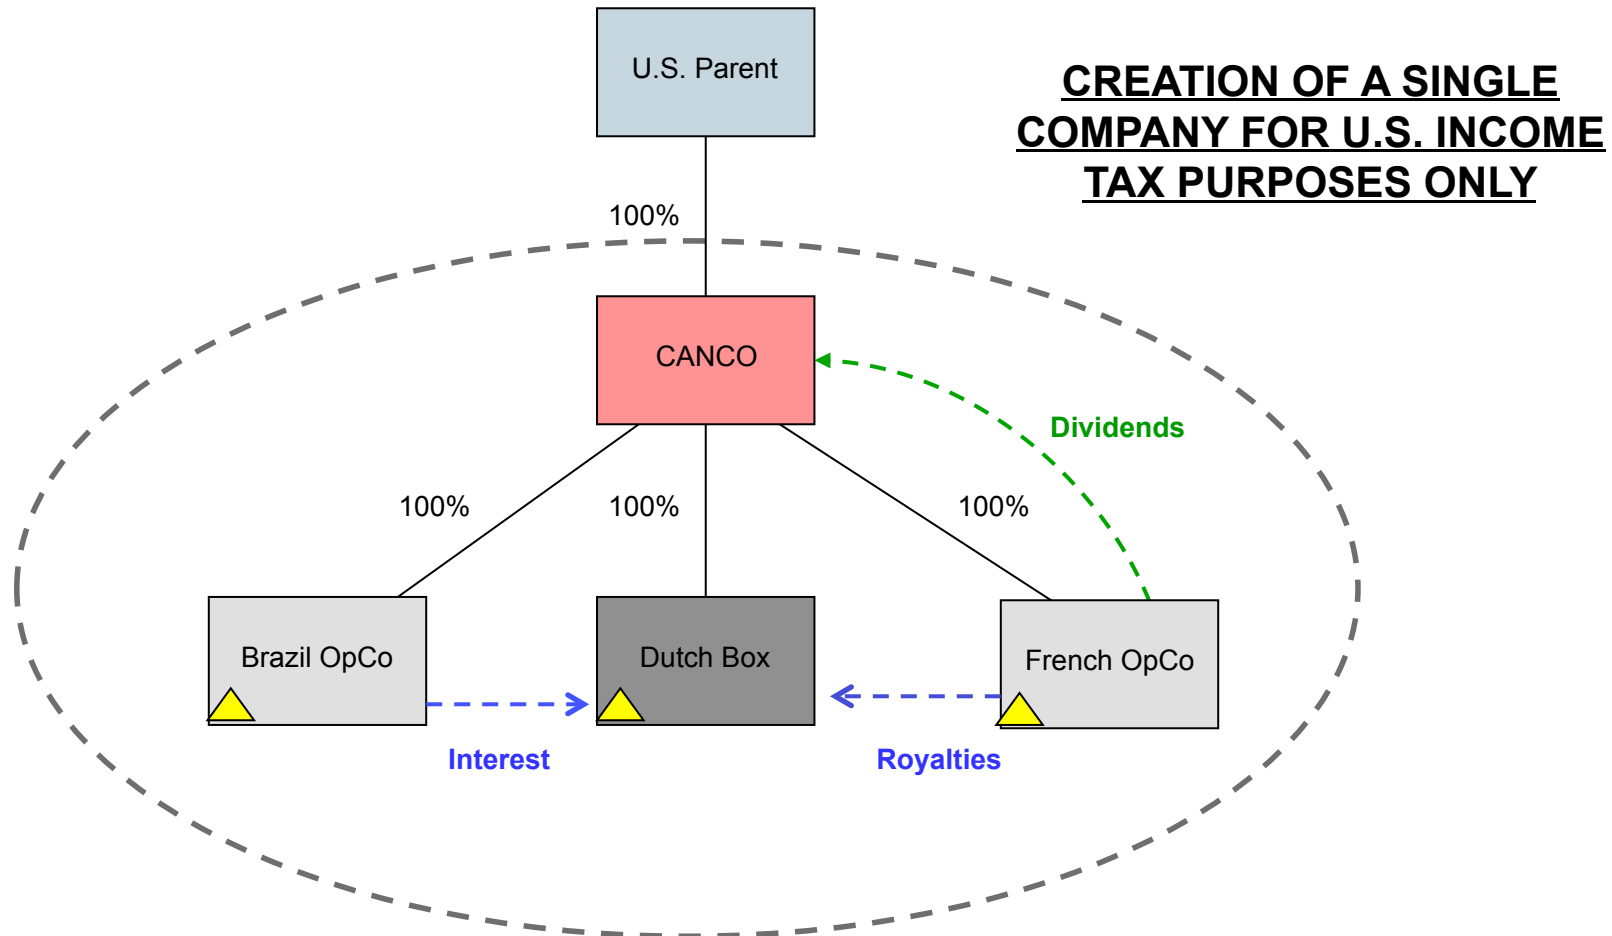 U.S. Parent
CREATION OF A SINGLE
COMPANY FOR U.S. INCOME
TAX PURPOSES ONLY
100%
CANCO
Dividends
100%
100%
100%
Brazil OpCo
Dutch Box
French OpCo
Interest
Royalties